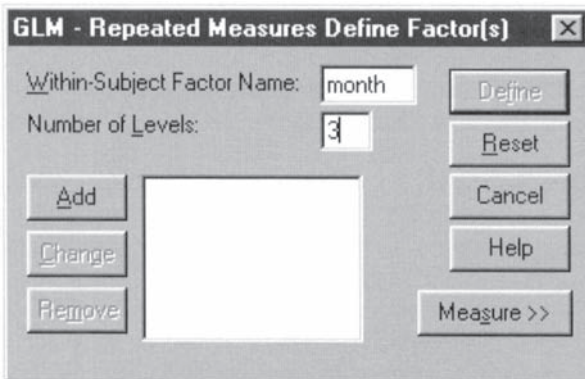 GLM - Repeated Measures Define Factor(s)
Within-Subject Factor Name: month
Define
Number of Levels: 3
Reset
Add
Cancel
Change
Help
Remove
Measure >>